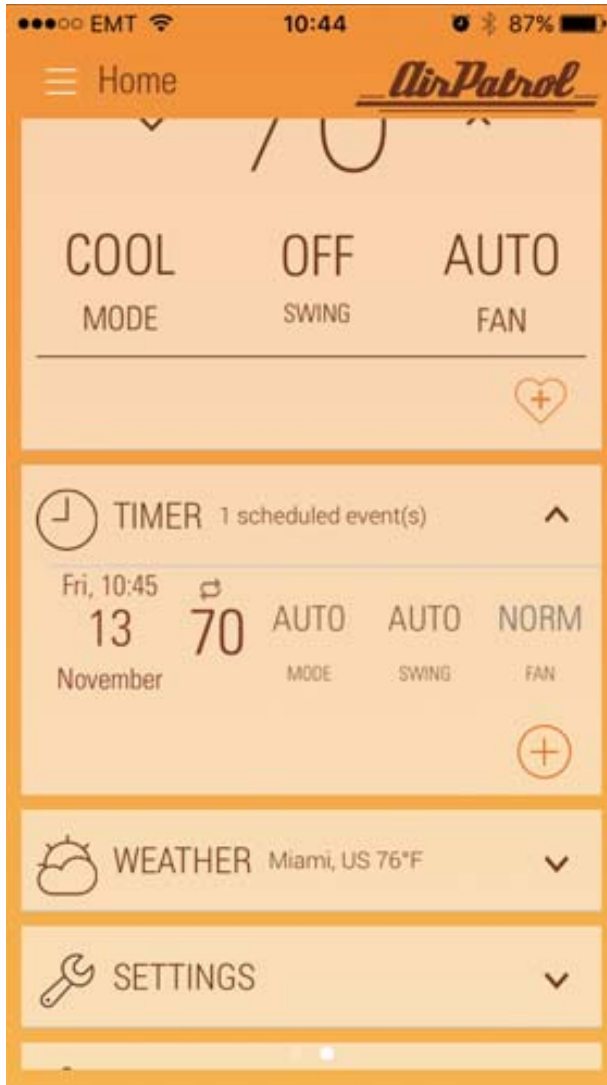 EMT 10:44 87%
Home AirPatrol
70
COOL OFF AUTO
MODE SWING FAN
TIMER 1 scheduled event(s)
Fri, 10:45
13 70 AUTO AUTO NORM
November MODE SWING FAN
WEATHER Miami, US 76°F
SETTINGS